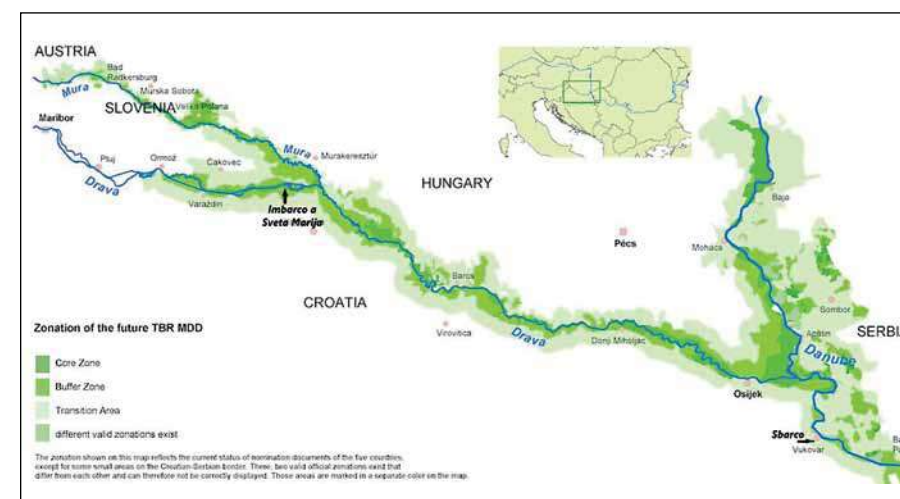 AUSTRIA
Bad
Radkersburg
Mura
Murska Sobota
SLOVENIA
Velika Polana
Maribor
Mura
Murakeresztúr
Ptuj
Ormož
Čakovec
Drava
HUNGARY
Varaždin
Imbarco a
Sveta Marija
Baja
Mohács
Pécs
Barcs
CROATIA
Sombor
Zonation of the future TBR MDD
Virovitica
Drava
Donji Miholjac
Apatin
SERBI
Danube
Core Zone
Buffer Zone
Osijek
Transition Area
different valid zonations exist
Sbarco
Vukovar
The zonation shown on this map reflects the current status of nomination documents of the five countries,
except for some small areas on the Croatian-Serbian border. There, two valid official zonations exist that
differ from each other and can therefore not be correctly displayed. Those areas are marked in a separate color on the map.